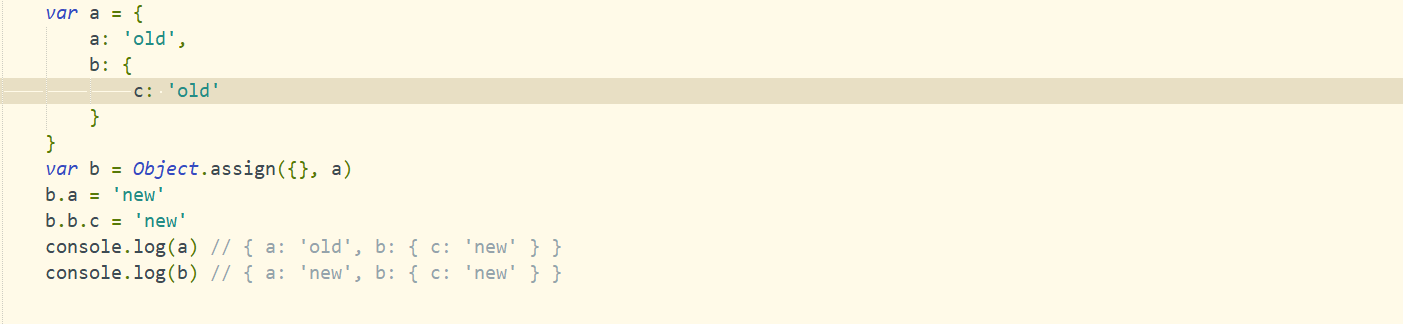 var a = {
    a: 'old',
    b: {
        c: 'old'
    }
}
var b = Object.assign({}, a)
b.a = 'new'
b.b.c = 'new'
console.log(a) // { a: 'old', b: { c: 'new' } }
console.log(b) // { a: 'new', b: { c: 'new' } }